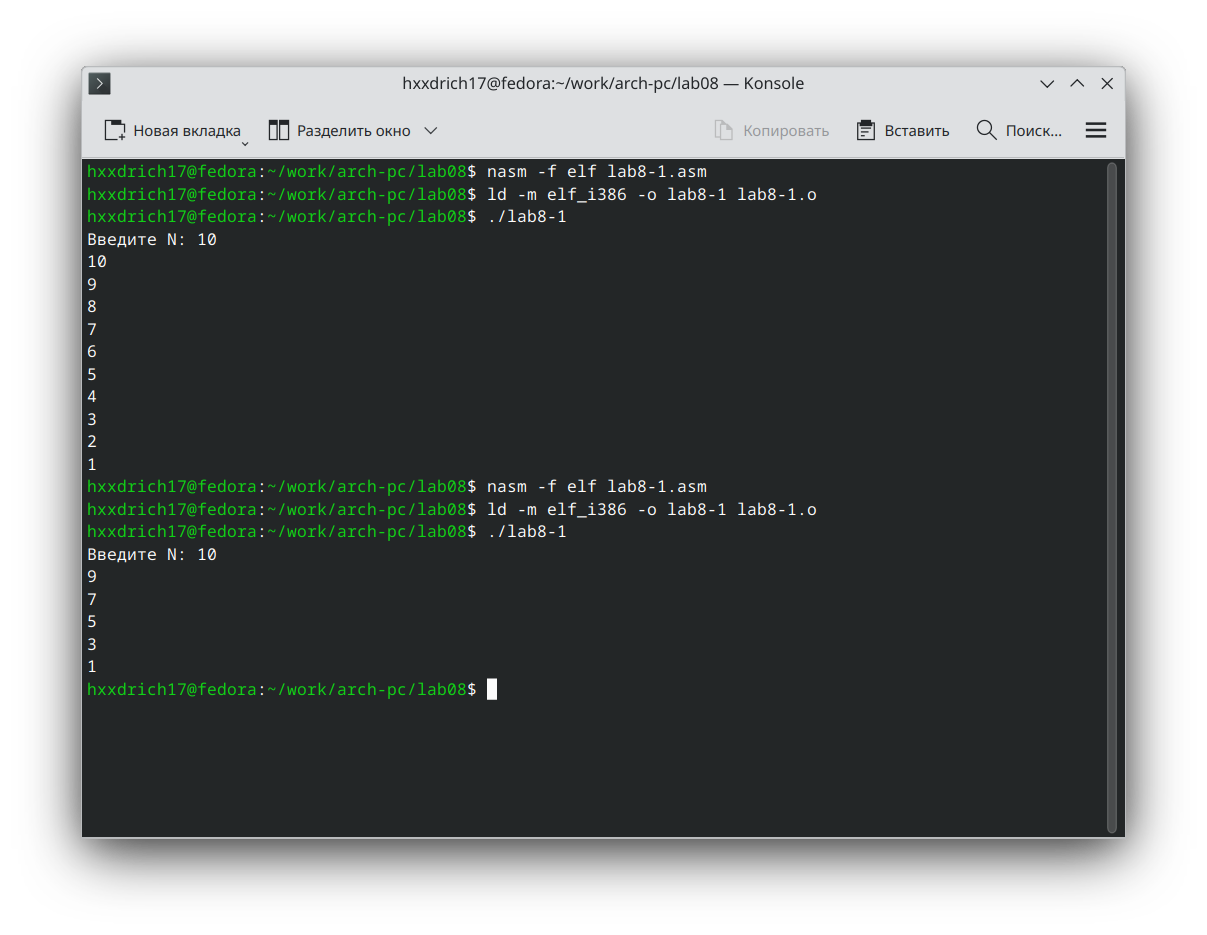 hxxdrich17@fedora:~/work/arch-pc/lab08 — Konsole
Новая вкладка Разделить окно Копировать Вставить Поиск...
hxxdrich17@fedora:~/work/arch-pc/lab08$ nasm -f elf lab8-1.asm
hxxdrich17@fedora:~/work/arch-pc/lab08$ ld -m elf_i386 -o lab8-1 lab8-1.o
hxxdrich17@fedora:~/work/arch-pc/lab08$ ./lab8-1
Введите N: 10
10
9
8
7
6
5
4
3
2
1
hxxdrich17@fedora:~/work/arch-pc/lab08$ nasm -f elf lab8-1.asm
hxxdrich17@fedora:~/work/arch-pc/lab08$ ld -m elf_i386 -o lab8-1 lab8-1.o
hxxdrich17@fedora:~/work/arch-pc/lab08$ ./lab8-1
Введите N: 10
9
7
5
3
1
hxxdrich17@fedora:~/work/arch-pc/lab08$